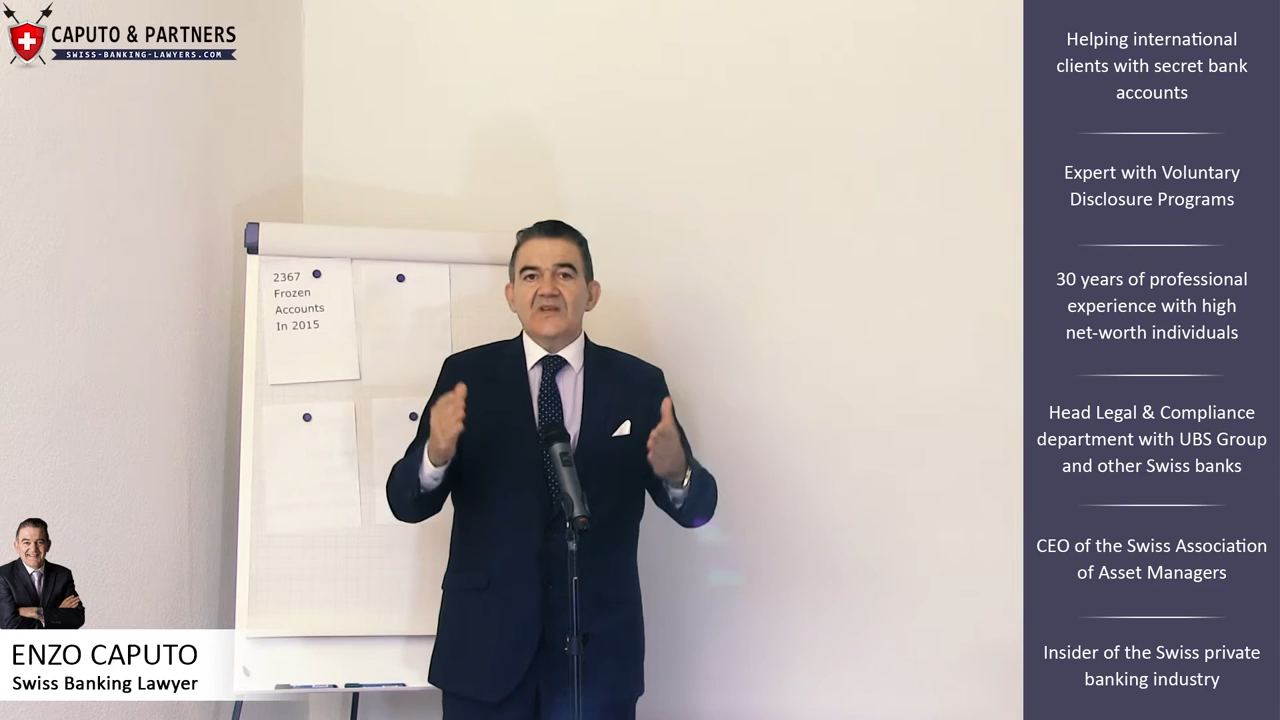 CAPUTO & PARTNERS
SWISS-BANKING-LAWYERS.COM
2367
Frozen
Accounts
In 2015
ENZO CAPUTO
Swiss Banking Lawyer
Helping international
clients with secret bank
accounts
Expert with Voluntary
Disclosure Programs
30 years of professional
experience with high
net-worth individuals
Head Legal & Compliance
department with UBS Group
and other Swiss banks
CEO of the Swiss Association
of Asset Managers
Insider of the Swiss private
banking industry